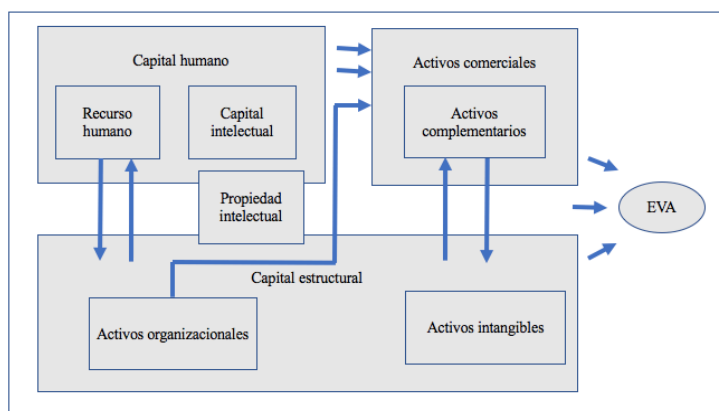 Capital humano
Recurso
humano
Capital
intelectual
Activos comerciales
Activos
complementarios
Propiedad
intelectual
EVA
Capital estructural
Activos organizacionales
Activos intangibles